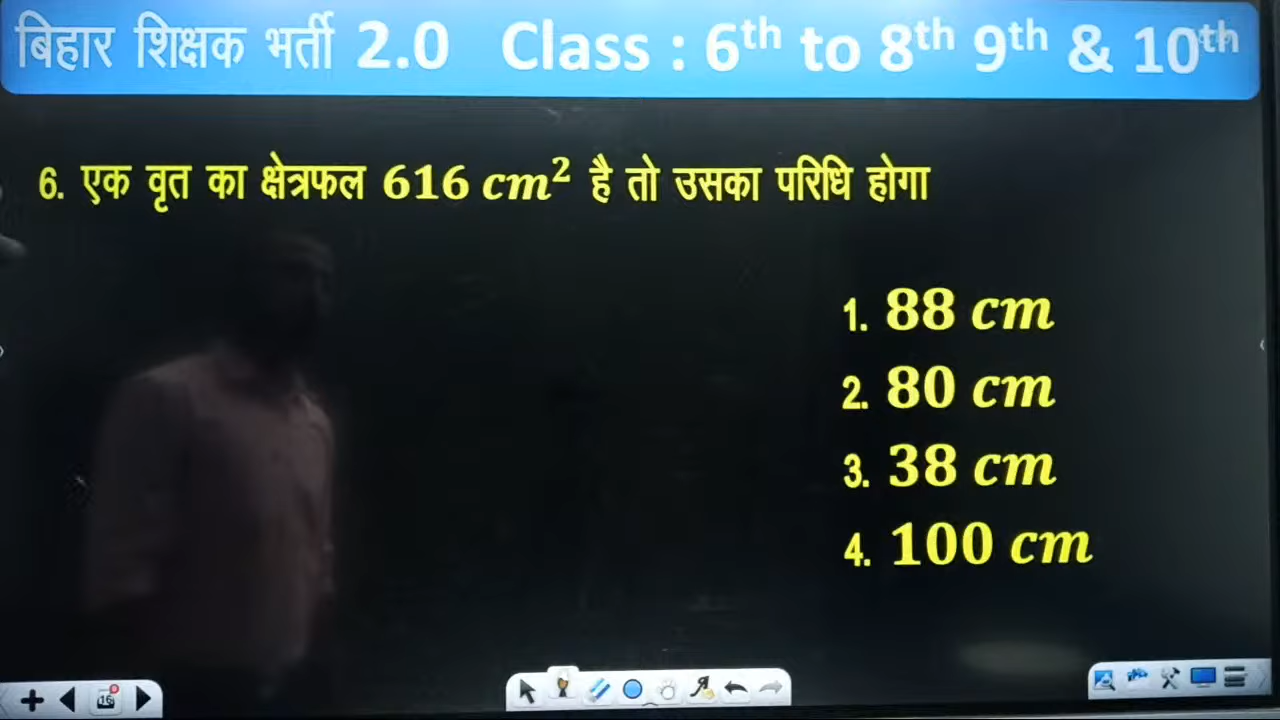 बिहार शिक्षक भर्ती 2.0 Class : 6th to 8th 9th & 10th
6. एक वृत का क्षेत्रफल 616 cm² है तो उसका परिधि होगा
1. 88 cm
2. 80 cm
3. 38 cm
4. 100 cm
16